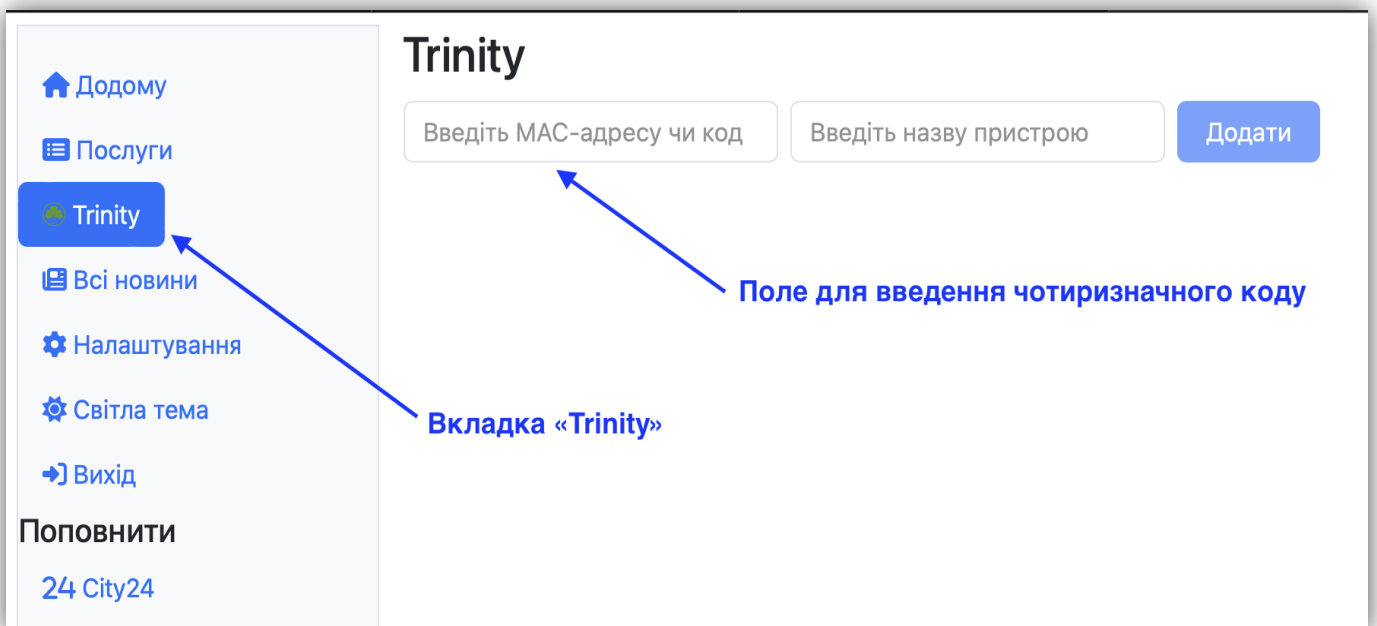 Trinity
Додому
Введіть MAC-адресу чи код
Введіть назву пристрою
Додати
Послуги
Trinity
Всі новини
Поле для введення чотиризначного коду
Налаштування
Світла тема
Вкладка «Trinity»
Вихід
Поповнити
24 City24